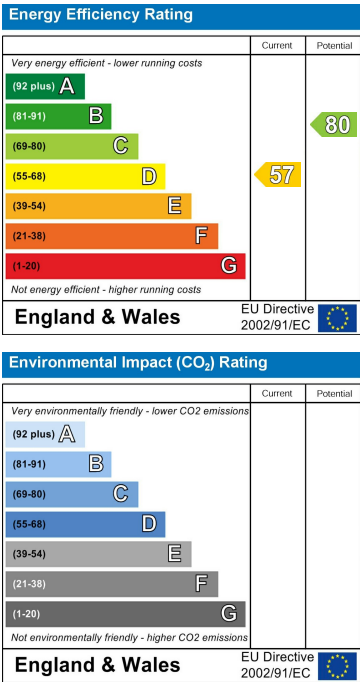 Energy Efficiency Rating
Current Potential
Very energy efficient - lower running costs
(92 plus) A
(81-91) B
(69-80) C
(55-68) D
(39-54) E
(21-38) F
(1-20) G
57
80
Not energy efficient - higher running costs
England & Wales
EU Directive
2002/91/EC
Environmental Impact (CO₂) Rating
Current Potential
Very environmentally friendly - lower CO2 emissions
(92 plus) A
(81-91) B
(69-80) C
(55-68) D
(39-54) E
(21-38) F
(1-20) G
Not environmentally friendly - higher CO2 emissions
England & Wales
EU Directive
2002/91/EC